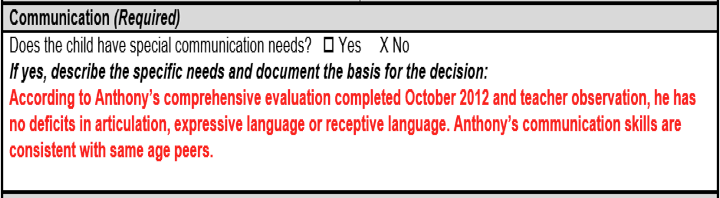 Communication (Required)
Does the child have special communication needs? ☐ Yes X No
If yes, describe the specific needs and document the basis for the decision:
According to Anthony's comprehensive evaluation completed October 2012 and teacher observation, he has
no deficits in articulation, expressive language or receptive language. Anthony's communication skills are
consistent with same age peers.